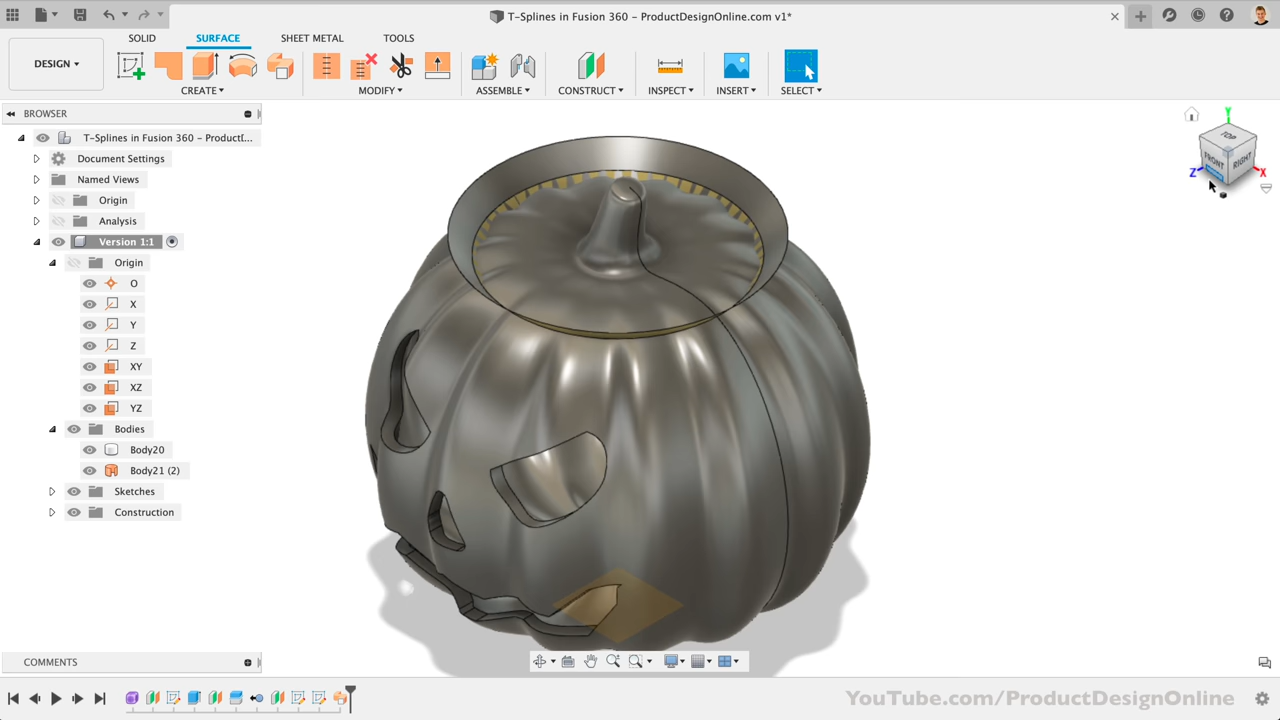 T-Splines in Fusion 360 - ProductDesignOnline.com v1*
SOLID
SURFACE
SHEET METAL
TOOLS
DESIGN
CREATE
MODIFY
ASSEMBLE
CONSTRUCT
INSPECT
INSERT
SELECT
BROWSER
T-Splines in Fusion 360 - Product...
Document Settings
Named Views
Origin
Analysis
Version 1:1
Origin
O
X
Y
Z
XY
XZ
YZ
Bodies
Body20
Body21 (2)
Sketches
Construction
Y
TOP
FRONT
RIGHT
Z
X
COMMENTS
YouTube.com/ProductDesignOnline